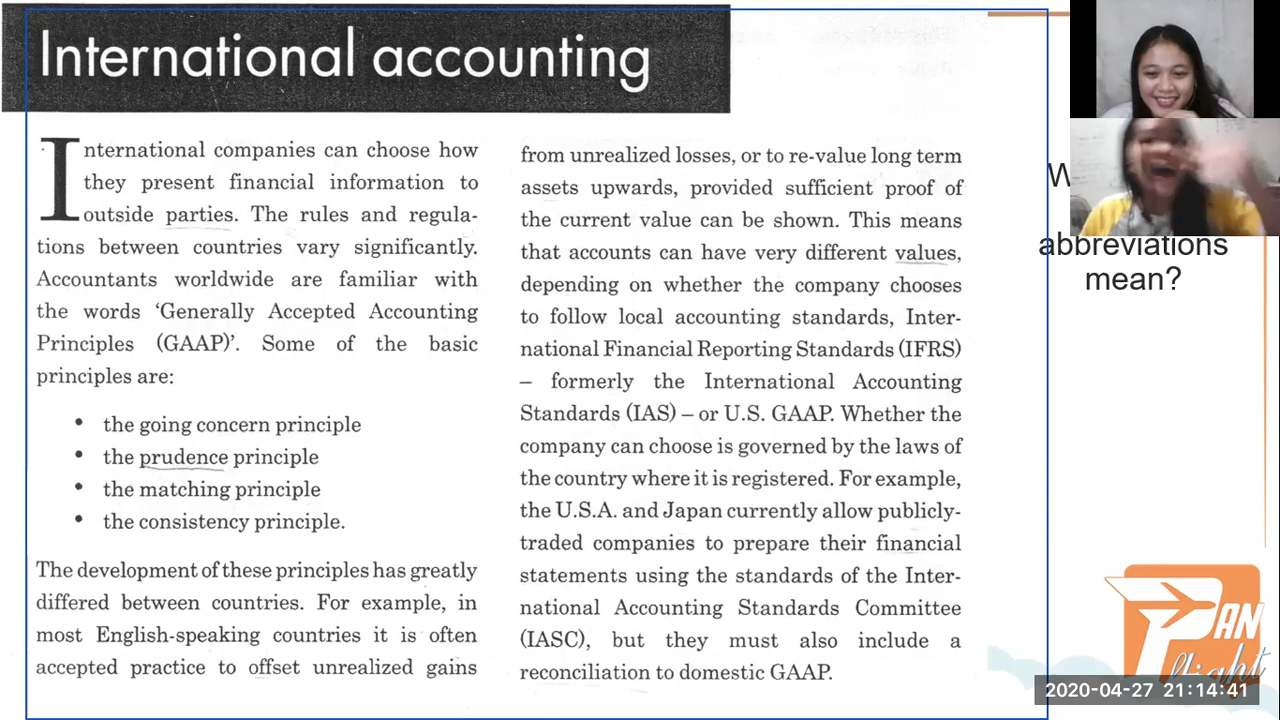 International accounting
International companies can choose how
they present financial information to
outside parties. The rules and regula-
tions between countries vary significantly.
Accountants worldwide are familiar with
the words ‘Generally Accepted Accounting
Principles (GAAP)’. Some of the basic
principles are:
• the going concern principle
• the prudence principle
• the matching principle
• the consistency principle.
The development of these principles has greatly
differed between countries. For example, in
most English-speaking countries it is often
accepted practice to offset unrealized gains
from unrealized losses, or to re-value long term
assets upwards, provided sufficient proof of
the current value can be shown. This means
that accounts can have very different values,
depending on whether the company chooses
to follow local accounting standards, Inter-
national Financial Reporting Standards (IFRS)
– formerly the International Accounting
Standards (IAS) – or U.S. GAAP. Whether the
company can choose is governed by the laws of
the country where it is registered. For example,
the U.S.A. and Japan currently allow publicly-
traded companies to prepare their financial
statements using the standards of the Inter-
national Accounting Standards Committee
(IASC), but they must also include a
reconciliation to domestic GAAP.
abbreviations
mean?
PAN
flight
2020-04-27 21:14:41